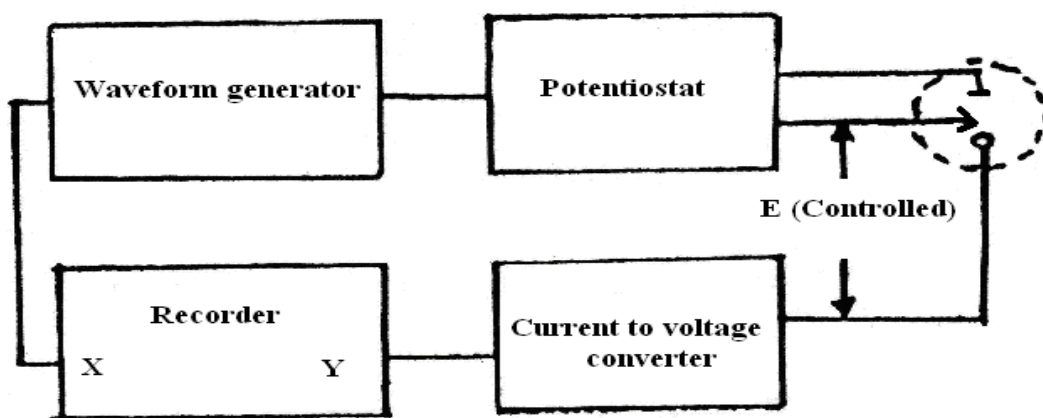 Waveform generator
Potentiostat
E (Controlled)
Recorder
X
Y
Current to voltage
converter